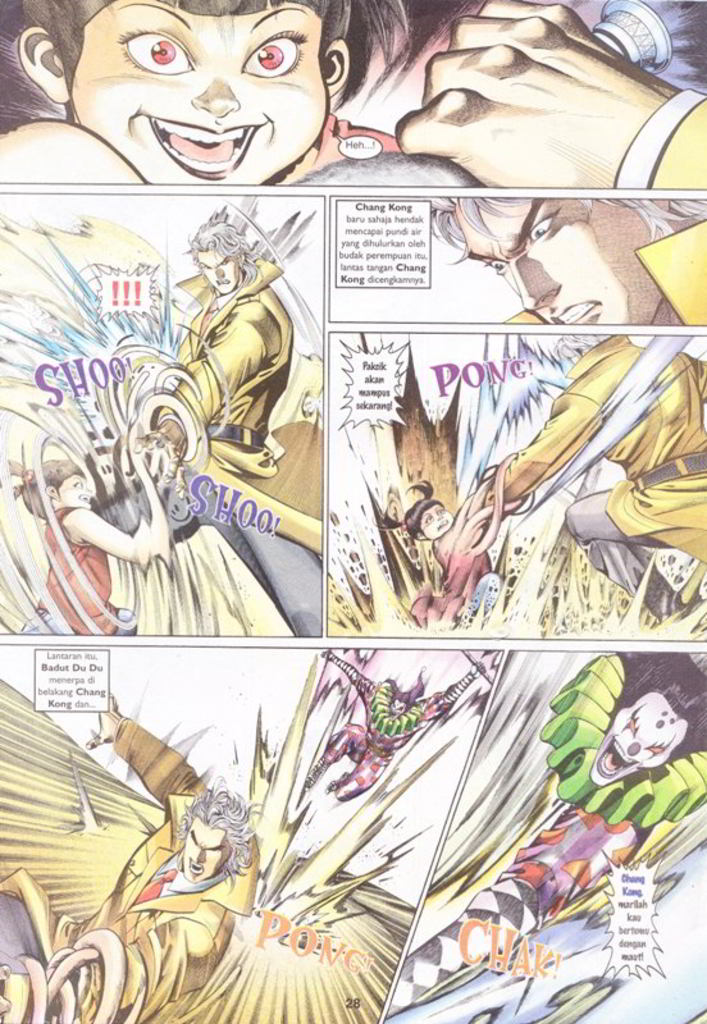 Heh...!
!!!
SHOO!
SHOO!
Chang Kong
baru sahaja hendak
mencapai pundi air
yang dihulurkan oleh
budak perempuan itu,
lantas tangan Chang
Kong dicengkamnya.
Pakcik
akan
mampus
sekarang!
PONG!
Lantaran itu,
Badut Du Du
menerpa di
belakang Chang
Kong dan...
PONG!
CHAK!
Chang
Kong,
marilah
kau
bertemu
dengan
maut!
28